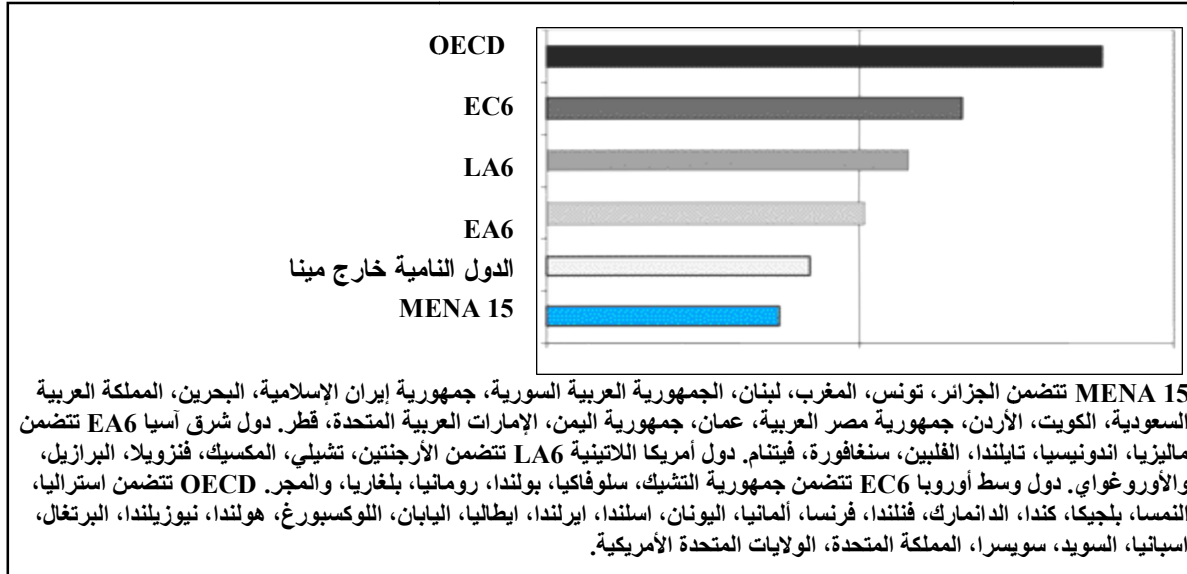 OECD
EC6
LA6
EA6
الدول النامية خارج مينا
MENA 15
MENA 15 تتضمن الجزائر، تونس، المغرب، لبنان، الجمهورية العربية السورية، جمهورية إيران الإسلامية، البحرين، المملكة العربية
السعودية، الكويت، الأردن، جمهورية مصر العربية، عمان، جمهورية اليمن، الإمارات العربية المتحدة، قطر. دول شرق آسيا EA6 تتضمن
ماليزيا، اندونيسيا، تايلندا، الفلبين، سنغافورة، فيتنام. دول أمريكا اللاتينية LA6 تتضمن الأرجنتين، تشيلي، المكسيك، فنزويلا، البرازيل،
والأوروغواي. دول وسط أوروبا EC6 تتضمن جمهورية التشيك، سلوفاكيا، بولندا، رومانيا، بلغاريا، والمجر. OECD تتضمن استراليا،
النمسا، بلجيكا، كندا، الدانمارك، فنلندا، فرنسا، ألمانيا، اليونان، اسلندا، ايرلندا، ايطاليا، اليابان، اللوكسبورغ، هولندا، نيوزيلندا، البرتغال،
اسبانيا، السويد، سويسرا، المملكة المتحدة، الولايات المتحدة الأمريكية.